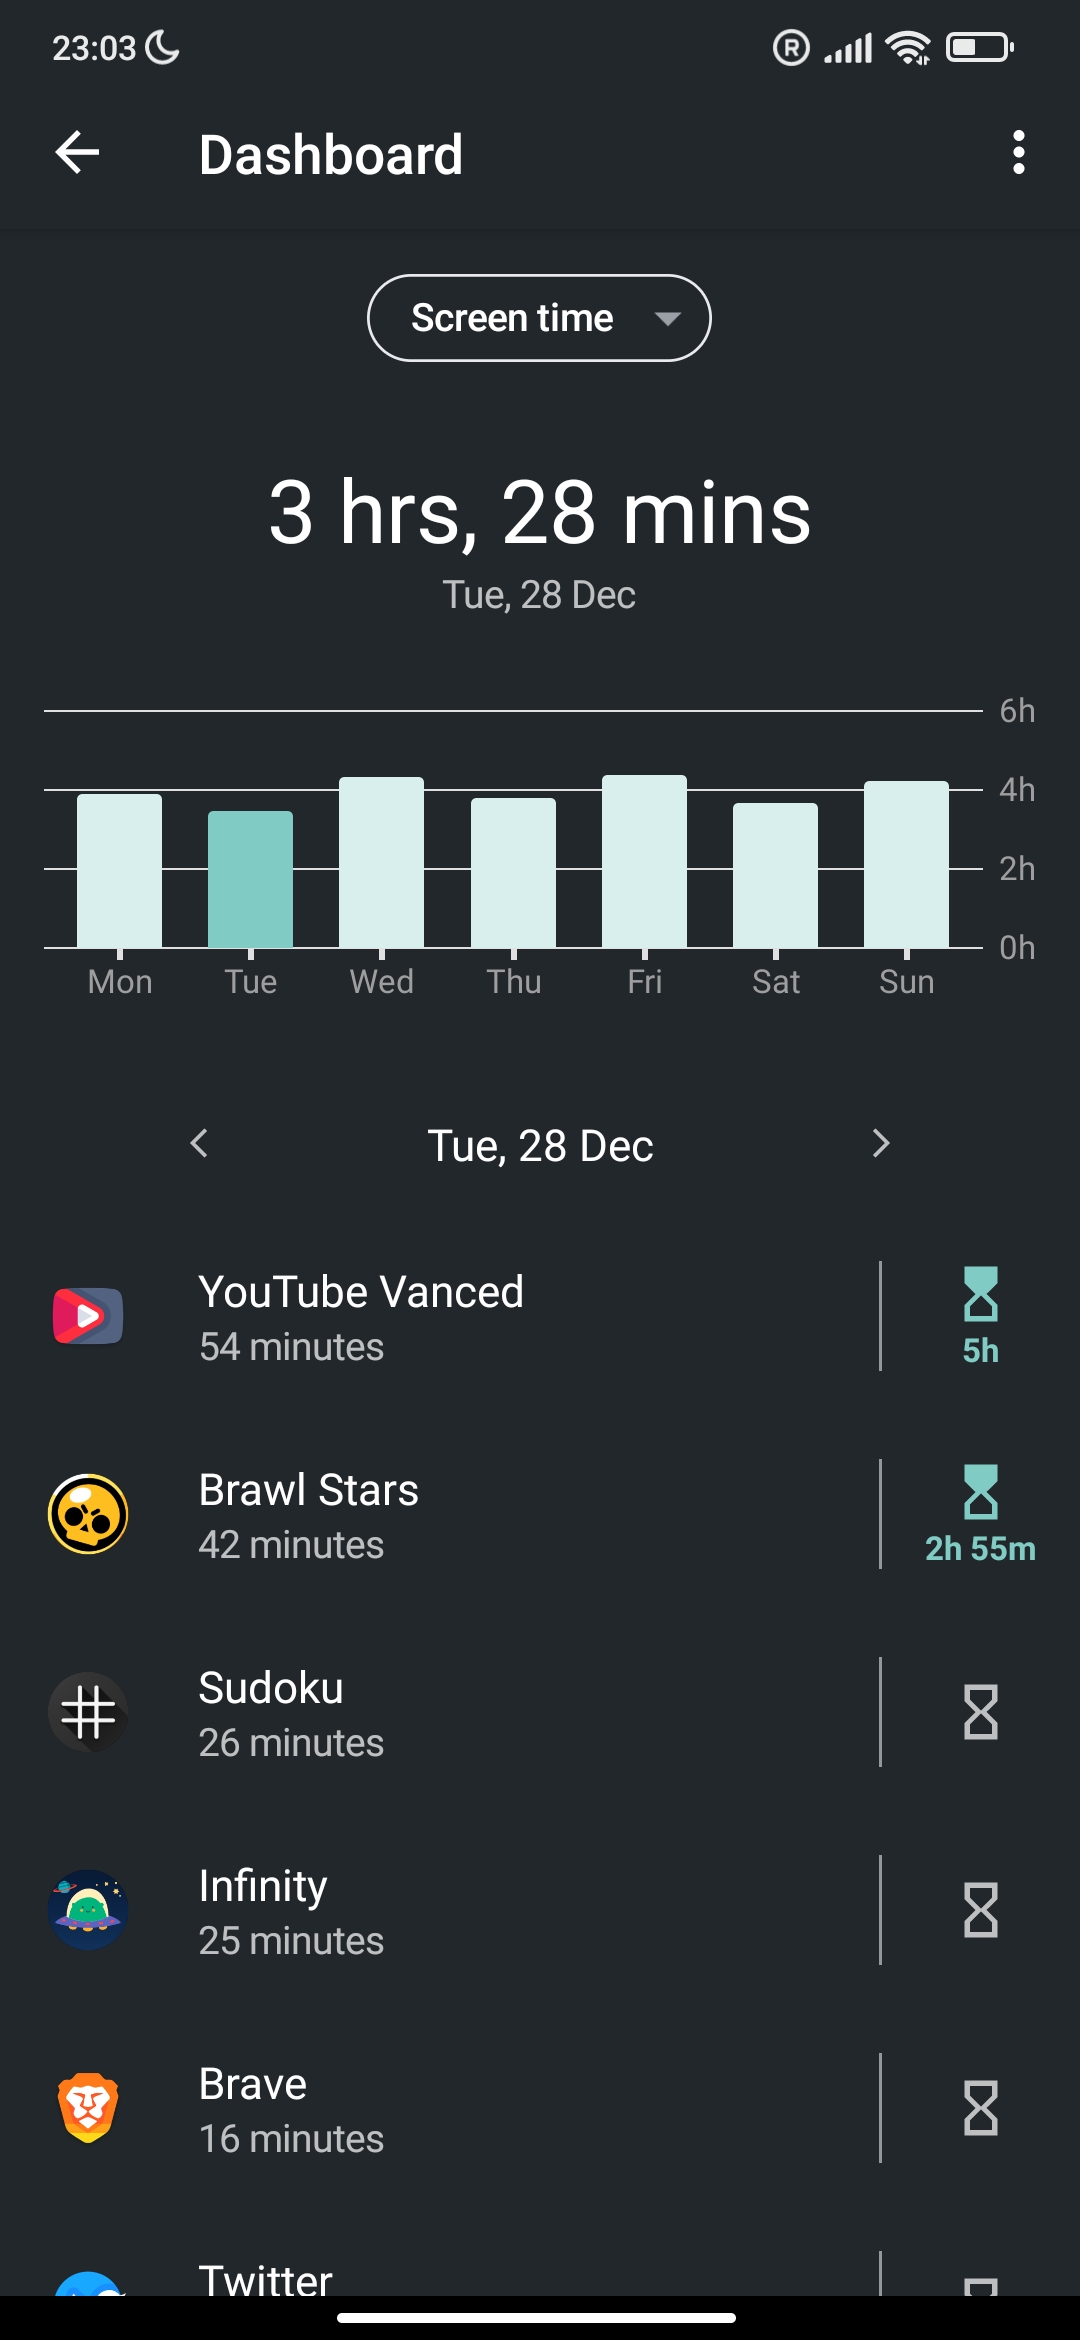 23:03
R
Dashboard
Screen time
3 hrs, 28 mins
Tue, 28 Dec
6h
4h
2h
0h
Mon Tue Wed Thu Fri Sat Sun
Tue, 28 Dec
YouTube Vanced
54 minutes
5h
Brawl Stars
42 minutes
2h 55m
Sudoku
26 minutes
Infinity
25 minutes
Brave
16 minutes
Twitter